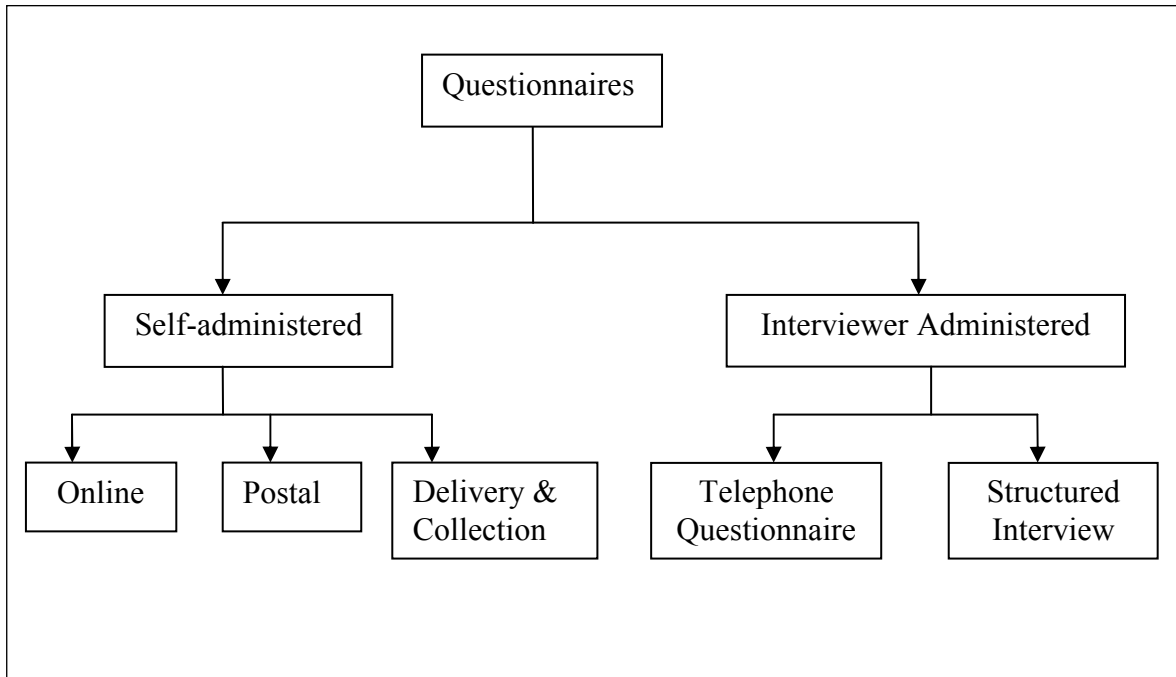 Questionnaires
Self-administered
Interviewer Administered
Online
Postal
Delivery &
Collection
Telephone
Questionnaire
Structured
Interview